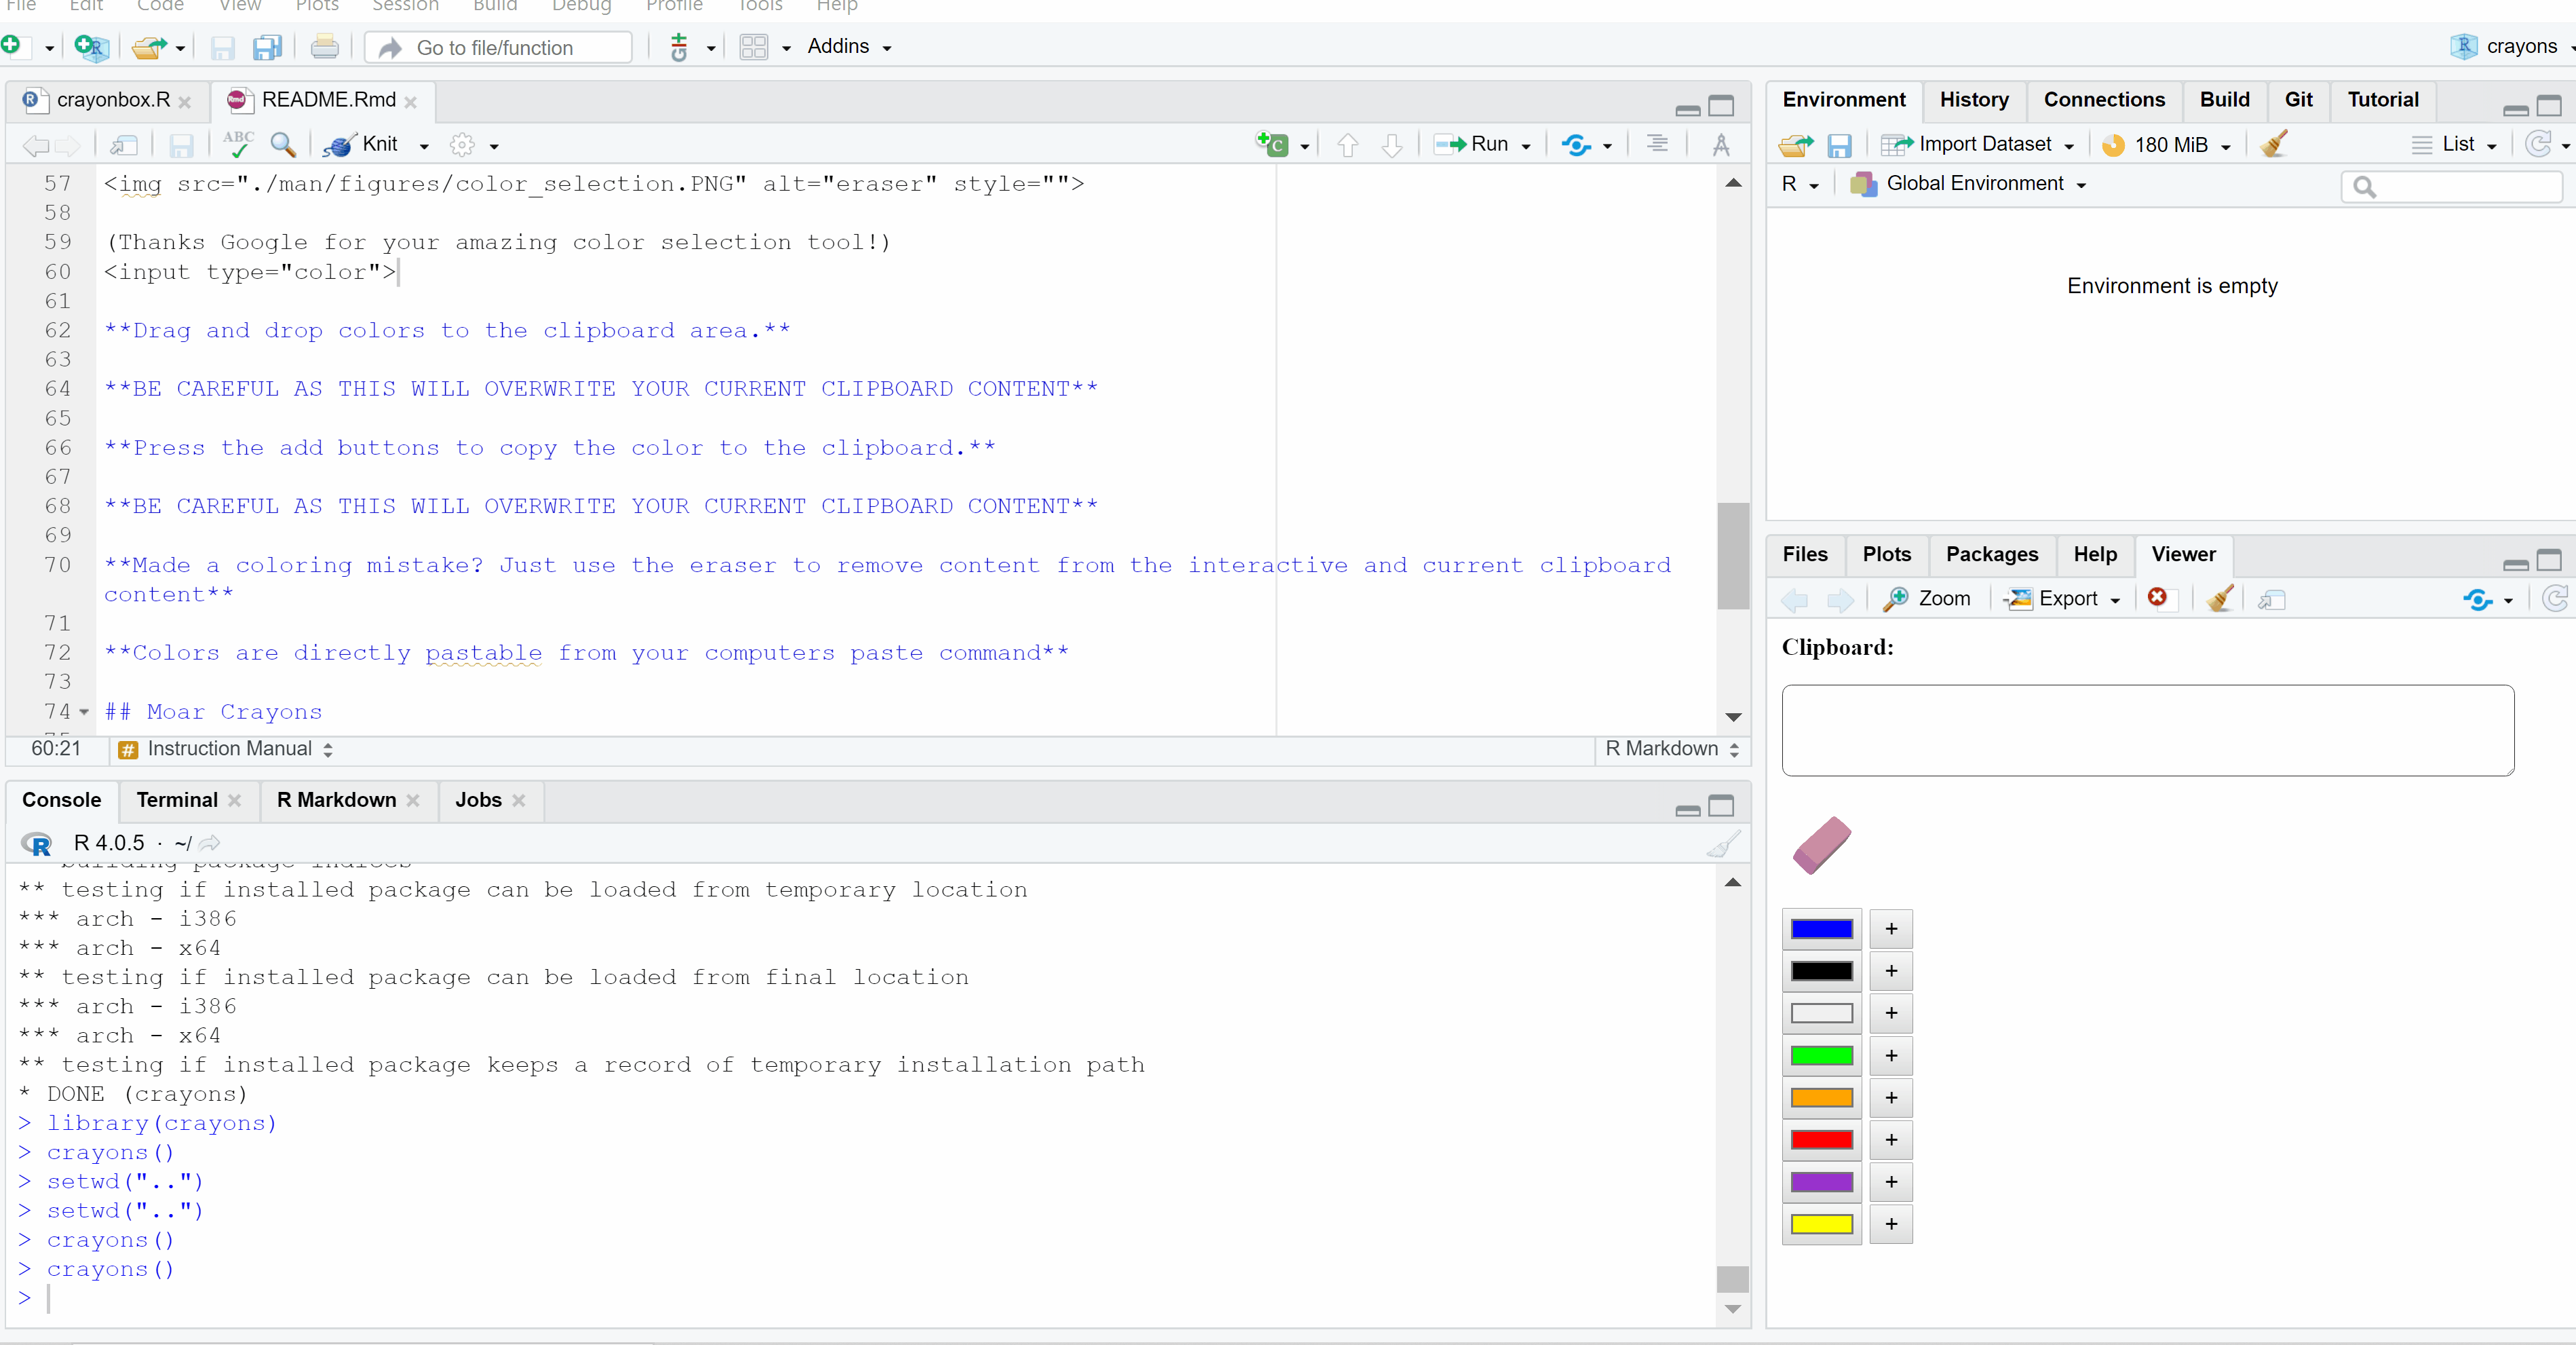 File Edit Code View Plots Session Build Debug Profile Tools Help
Go to file/function Addins crayons
crayonbox.R README.Rmd
ABC Knit Run
57 <img src="./man/figures/color_selection.PNG" alt="eraser" style="">
58
59 (Thanks Google for your amazing color selection tool!)
60 <input type="color">
61
62 **Drag and drop colors to the clipboard area.**
63
64 **BE CAREFUL AS THIS WILL OVERWRITE YOUR CURRENT CLIPBOARD CONTENT**
65
66 **Press the add buttons to copy the color to the clipboard.**
67
68 **BE CAREFUL AS THIS WILL OVERWRITE YOUR CURRENT CLIPBOARD CONTENT**
69
70 **Made a coloring mistake? Just use the eraser to remove content from the interactive and current clipboard
content**
71
72 **Colors are directly pastable from your computers paste command**
73
74 ## Moar Crayons
60:21 # Instruction Manual R Markdown
Console Terminal R Markdown Jobs
R 4.0.5 · ~/
** building package indices
** testing if installed package can be loaded from temporary location
*** arch - i386
*** arch - x64
** testing if installed package can be loaded from final location
*** arch - i386
*** arch - x64
** testing if installed package keeps a record of temporary installation path
* DONE (crayons)
> library(crayons)
> crayons()
> setwd("..")
> setwd("..")
> crayons()
> crayons()
>
Environment History Connections Build Git Tutorial
Import Dataset 180 MiB List
R Global Environment
Environment is empty
Files Plots Packages Help Viewer
Zoom Export
Clipboard:
+
+
+
+
+
+
+
+